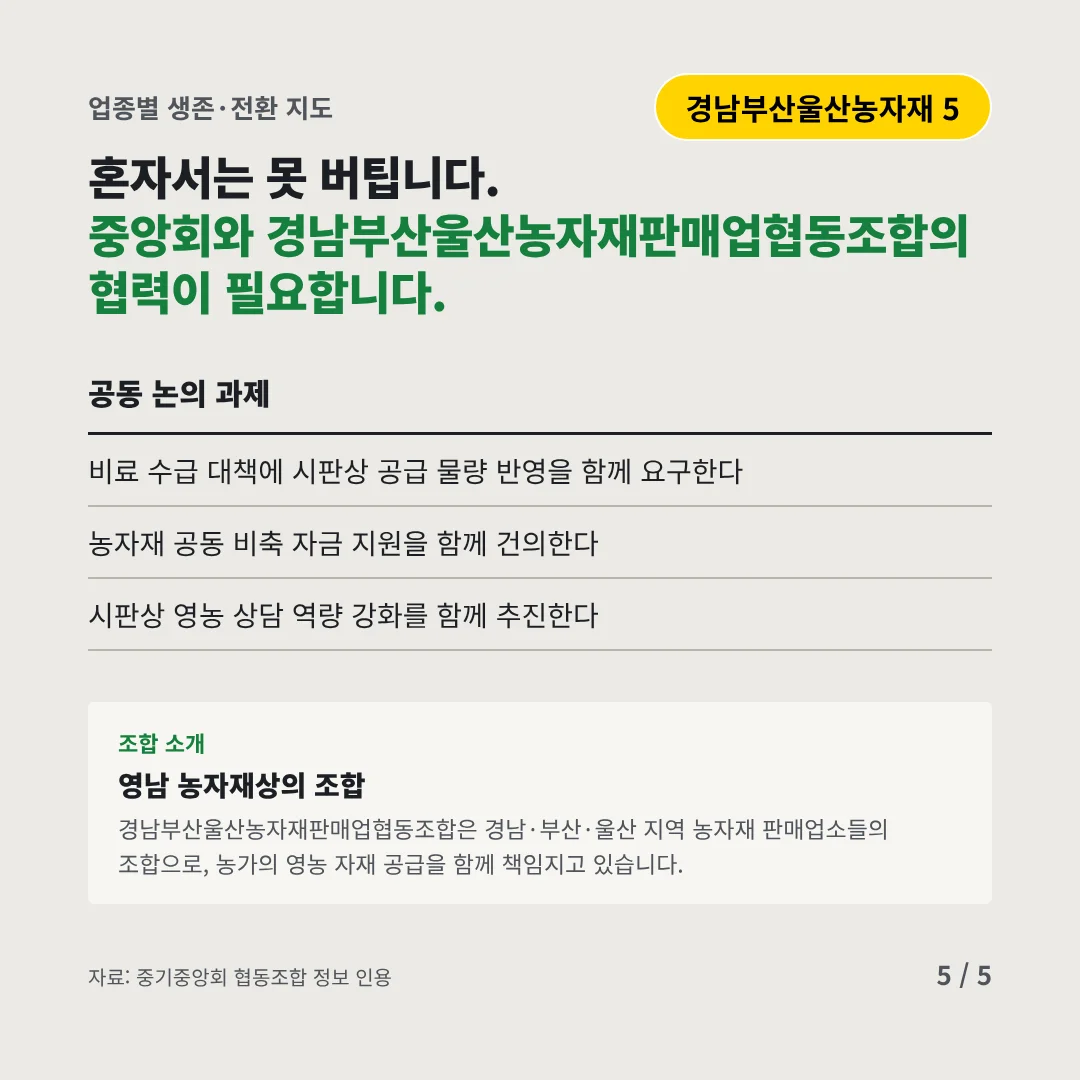 업종별 생존·전환 지도
경남부산울산농자재 5
혼자서는 못 버팁니다.
중앙회와 경남부산울산농자재판매업협동조합의
협력이 필요합니다.
공동 논의 과제
비료 수급 대책에 시판상 공급 물량 반영을 함께 요구한다
농자재 공동 비축 자금 지원을 함께 건의한다
시판상 영농 상담 역량 강화를 함께 추진한다
조합 소개
영남 농자재상의 조합
경남부산울산농자재판매업협동조합은 경남·부산·울산 지역 농자재 판매업소들의
조합으로, 농가의 영농 자재 공급을 함께 책임지고 있습니다.
자료: 중기중앙회 협동조합 정보 인용
5 / 5